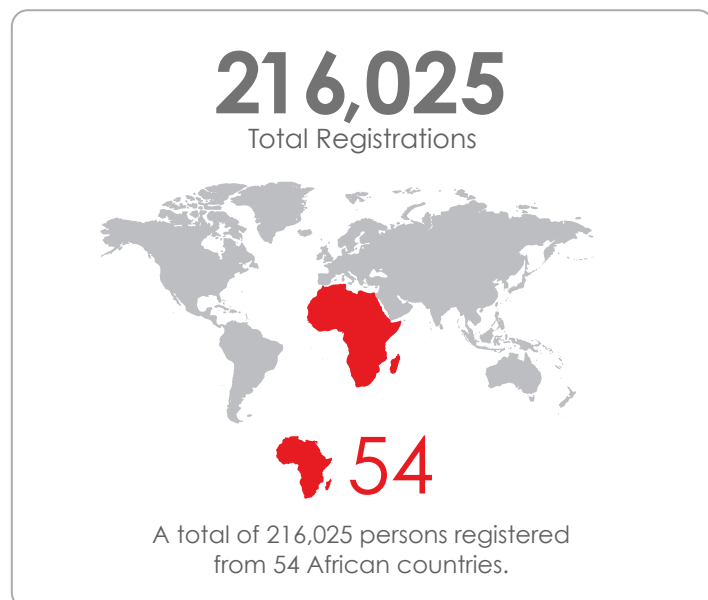 216,025
Total Registrations
54
A total of 216,025 persons registered
from 54 African countries.